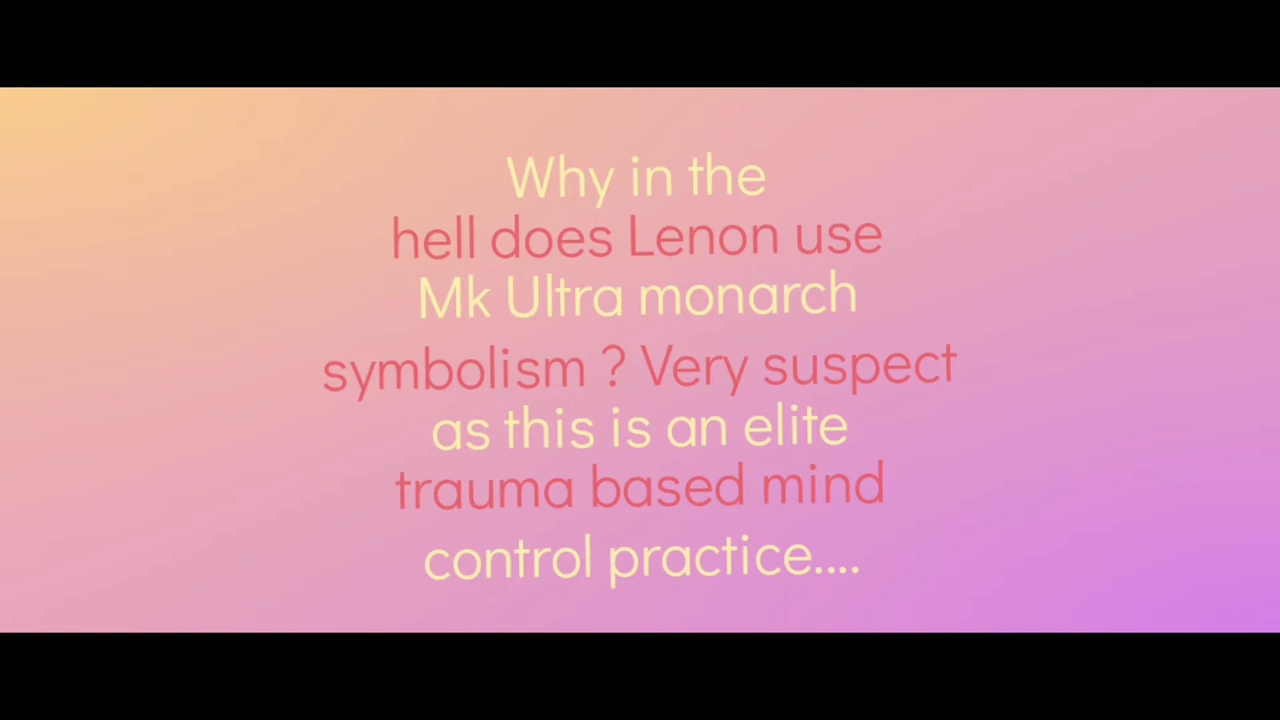 Why in the
hell does Lenon use
Mk Ultra monarch
symbolism ? Very suspect
as this is an elite
trauma based mind
control practice....